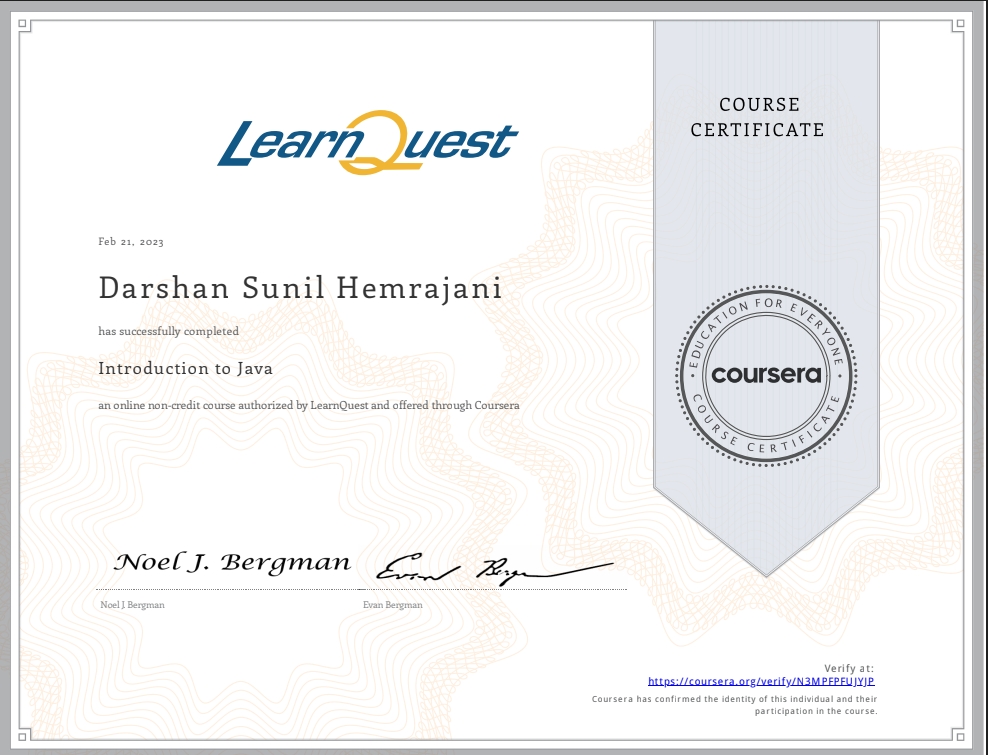 LearnQuest
COURSE
CERTIFICATE
Feb 21, 2023
Darshan Sunil Hemrajani
has successfully completed
Introduction to Java
an online non-credit course authorized by LearnQuest and offered through Coursera
EDUCATION FOR EVERYONE
coursera
COURSE CERTIFICATE
Noel J. Bergman
Evan Bergman
Noel J. Bergman
Evan Bergman
Verify at:
https://coursera.org/verify/N3MPFPFUJYJP
Coursera has confirmed the identity of this individual and their
participation in the course.